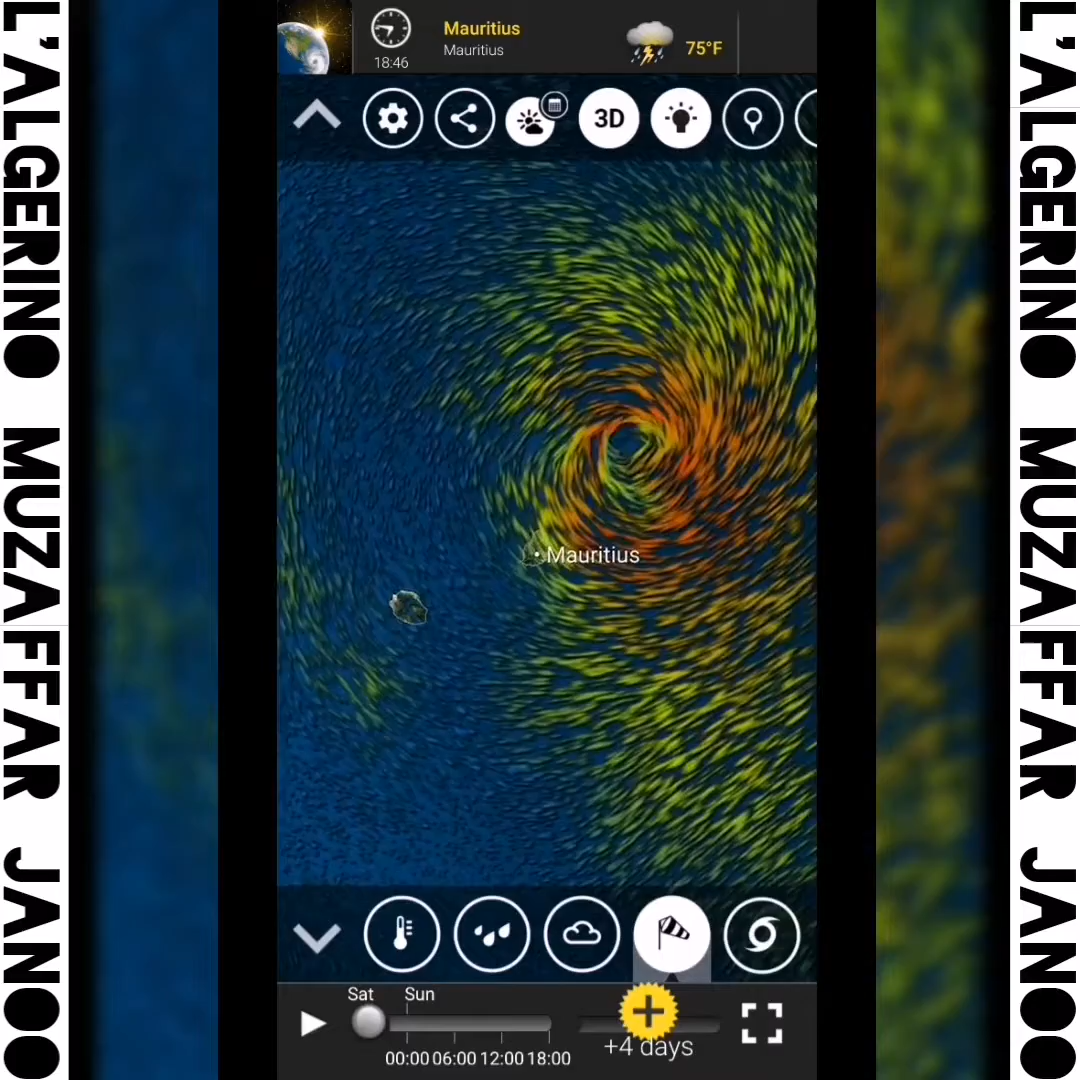 L'ALGERINO MUZAFFAR JANOO
Mauritius
Mauritius
18:46
75°F
3D
Mauritius
Sat Sun
00:00 06:00 12:00 18:00
+4 days
L'ALGERINO MUZAFFAR JANOO